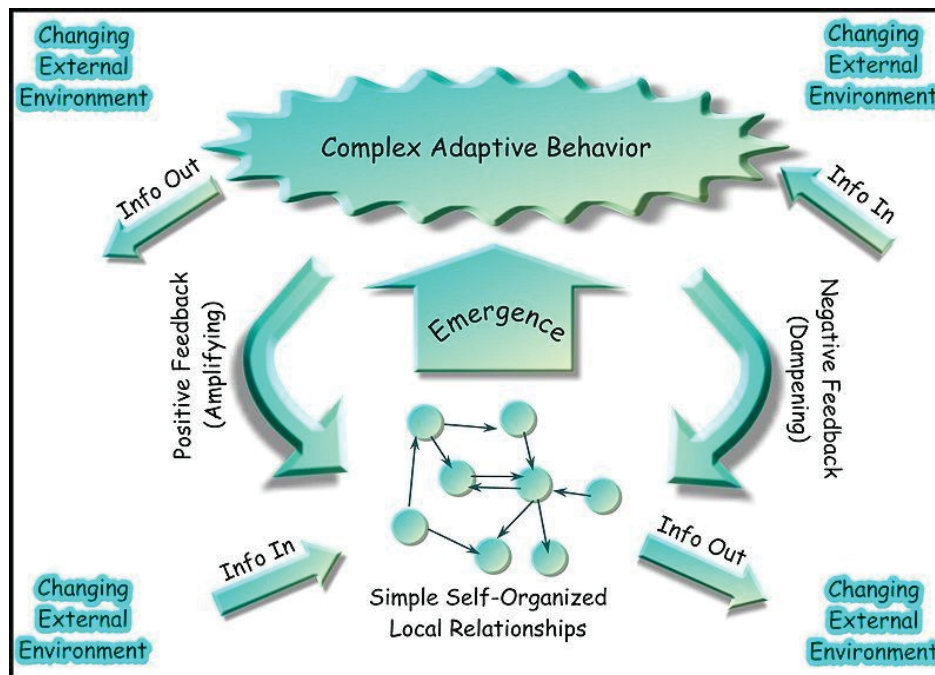 Changing
External
Environment
Changing
External
Environment
Complex Adaptive Behavior
Info Out
Info In
Positive Feedback
(Amplifying)
Emergence
Negative Feedback
(Dampening)
Info In
Info Out
Simple Self-Organized
Local Relationships
Changing
External
Environment
Changing
External
Environment